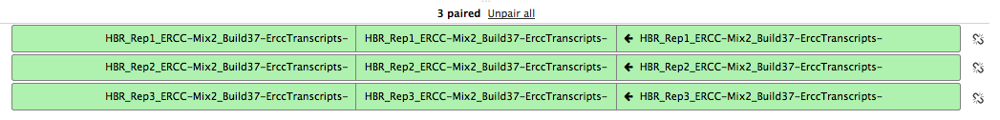 3 paired Unpair all
HBR_Rep1_ERCC-Mix2_Build37-ErccTranscripts- HBR_Rep1_ERCC-Mix2_Build37-ErccTranscripts- HBR_Rep1_ERCC-Mix2_Build37-ErccTranscripts-
HBR_Rep2_ERCC-Mix2_Build37-ErccTranscripts- HBR_Rep2_ERCC-Mix2_Build37-ErccTranscripts- HBR_Rep2_ERCC-Mix2_Build37-ErccTranscripts-
HBR_Rep3_ERCC-Mix2_Build37-ErccTranscripts- HBR_Rep3_ERCC-Mix2_Build37-ErccTranscripts- HBR_Rep3_ERCC-Mix2_Build37-ErccTranscripts-